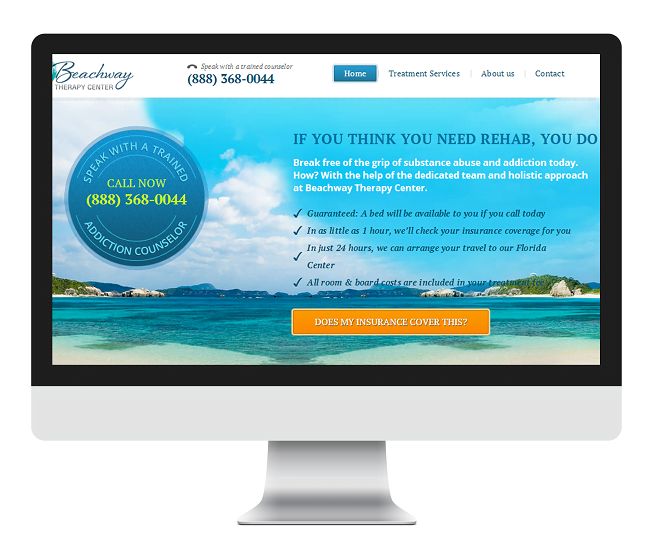 Beachway
THERAPY CENTER
Speak with a trained counselor
(888) 368-0044
Home
Treatment Services
About us
Contact
SPEAK WITH A TRAINED
CALL NOW
(888) 368-0044
ADDICTION COUNSELOR
IF YOU THINK YOU NEED REHAB, YOU DO
Break free of the grip of substance abuse and addiction today.
How? With the help of the dedicated team and holistic approach
at Beachway Therapy Center.
Guaranteed: A bed will be available to you if you call today
In as little as 1 hour, we'll check your insurance coverage for you
In just 24 hours, we can arrange your travel to our Florida
Center
All room & board costs are included in your treatment fee
DOES MY INSURANCE COVER THIS?